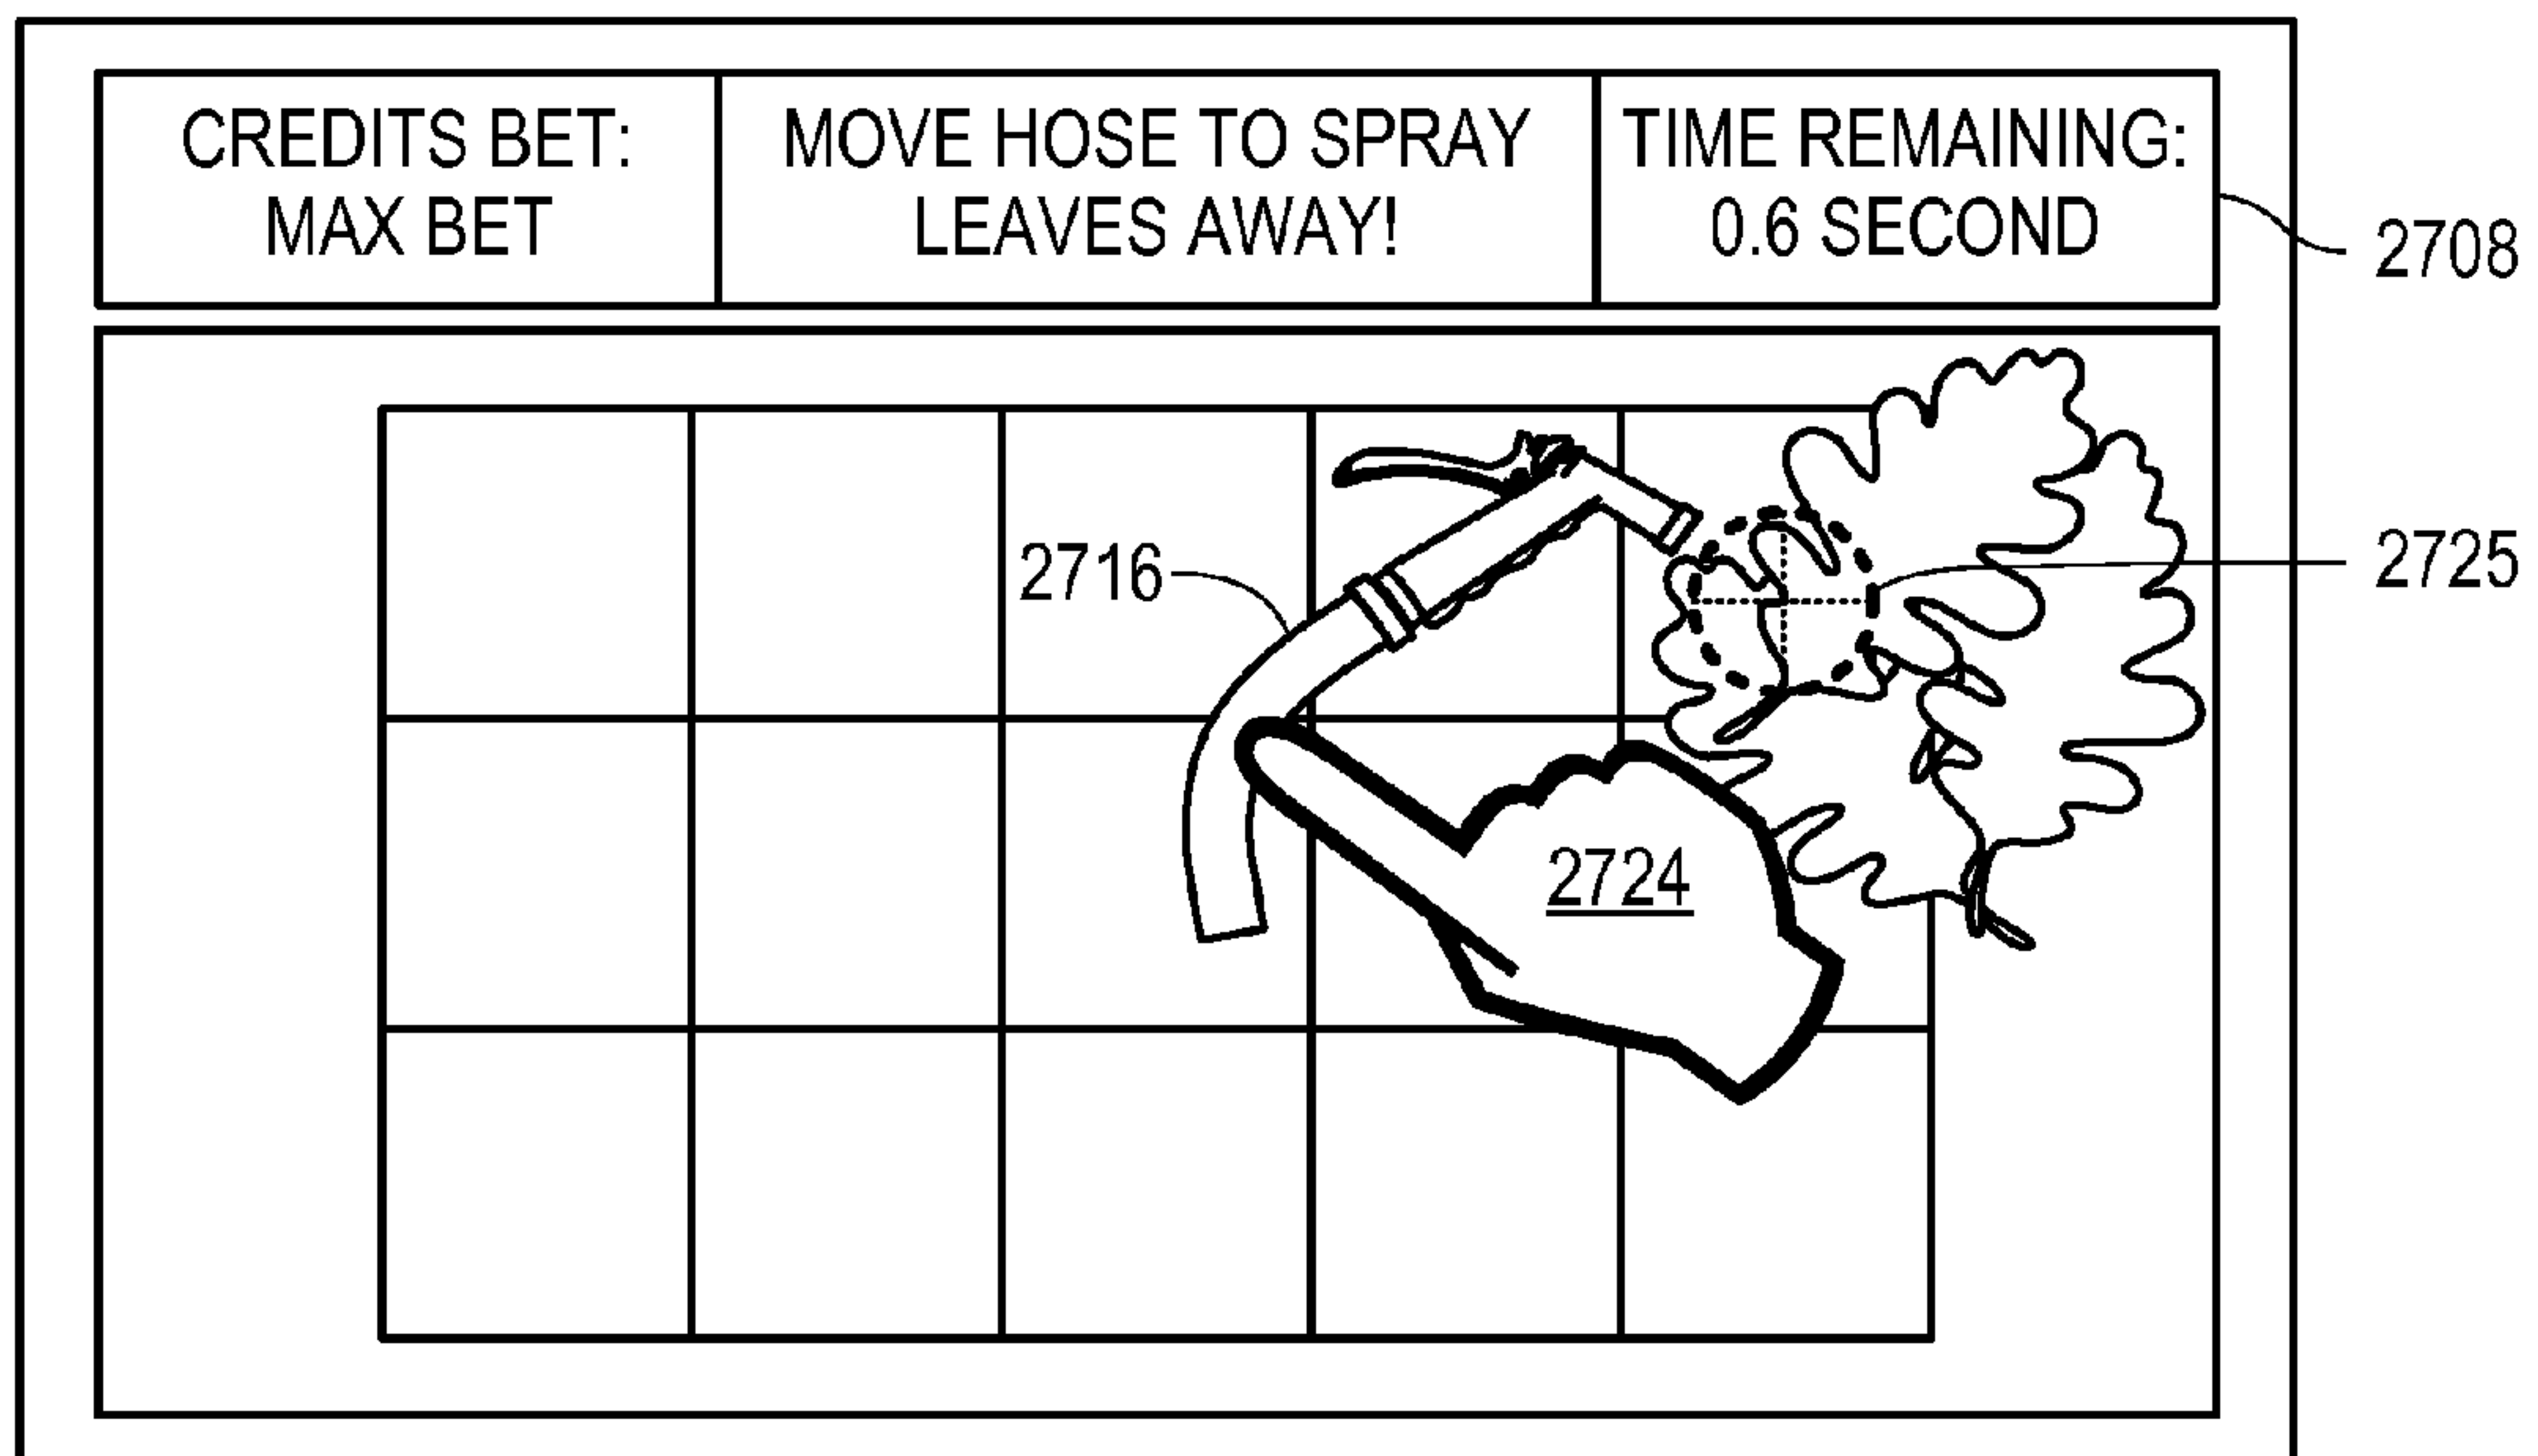 CREDITS BET:
MAX BET
MOVE HOSE TO SPRAY
LEAVES AWAY!
TIME REMAINING:
0.6 SECOND
2708
2716
2725
2724